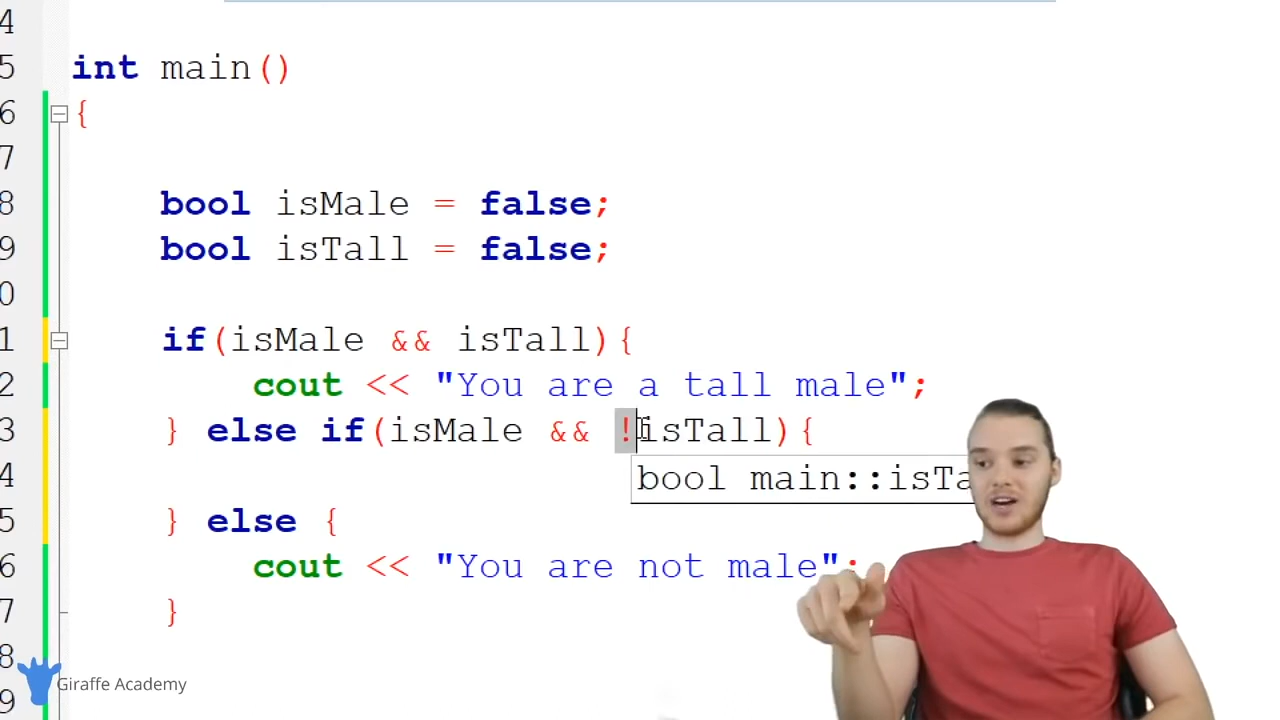 4
5 int main()
6 {
7
8 bool isMale = false;
9 bool isTall = false;
0
1 if(isMale && isTall){
2 cout << "You are a tall male";
3 } else if(isMale && !isTall){
4 bool main::isTa
5 } else {
6 cout << "You are not male";
7 }
8
9
Giraffe Academy